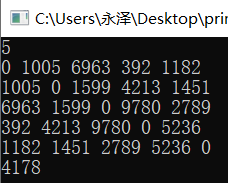 C:\Users\永泽\Desktop\prin
5
0 1005 6963 392 1182
1005 0 1599 4213 1451
6963 1599 0 9780 2789
392 4213 9780 0 5236
1182 1451 2789 5236 0
4178